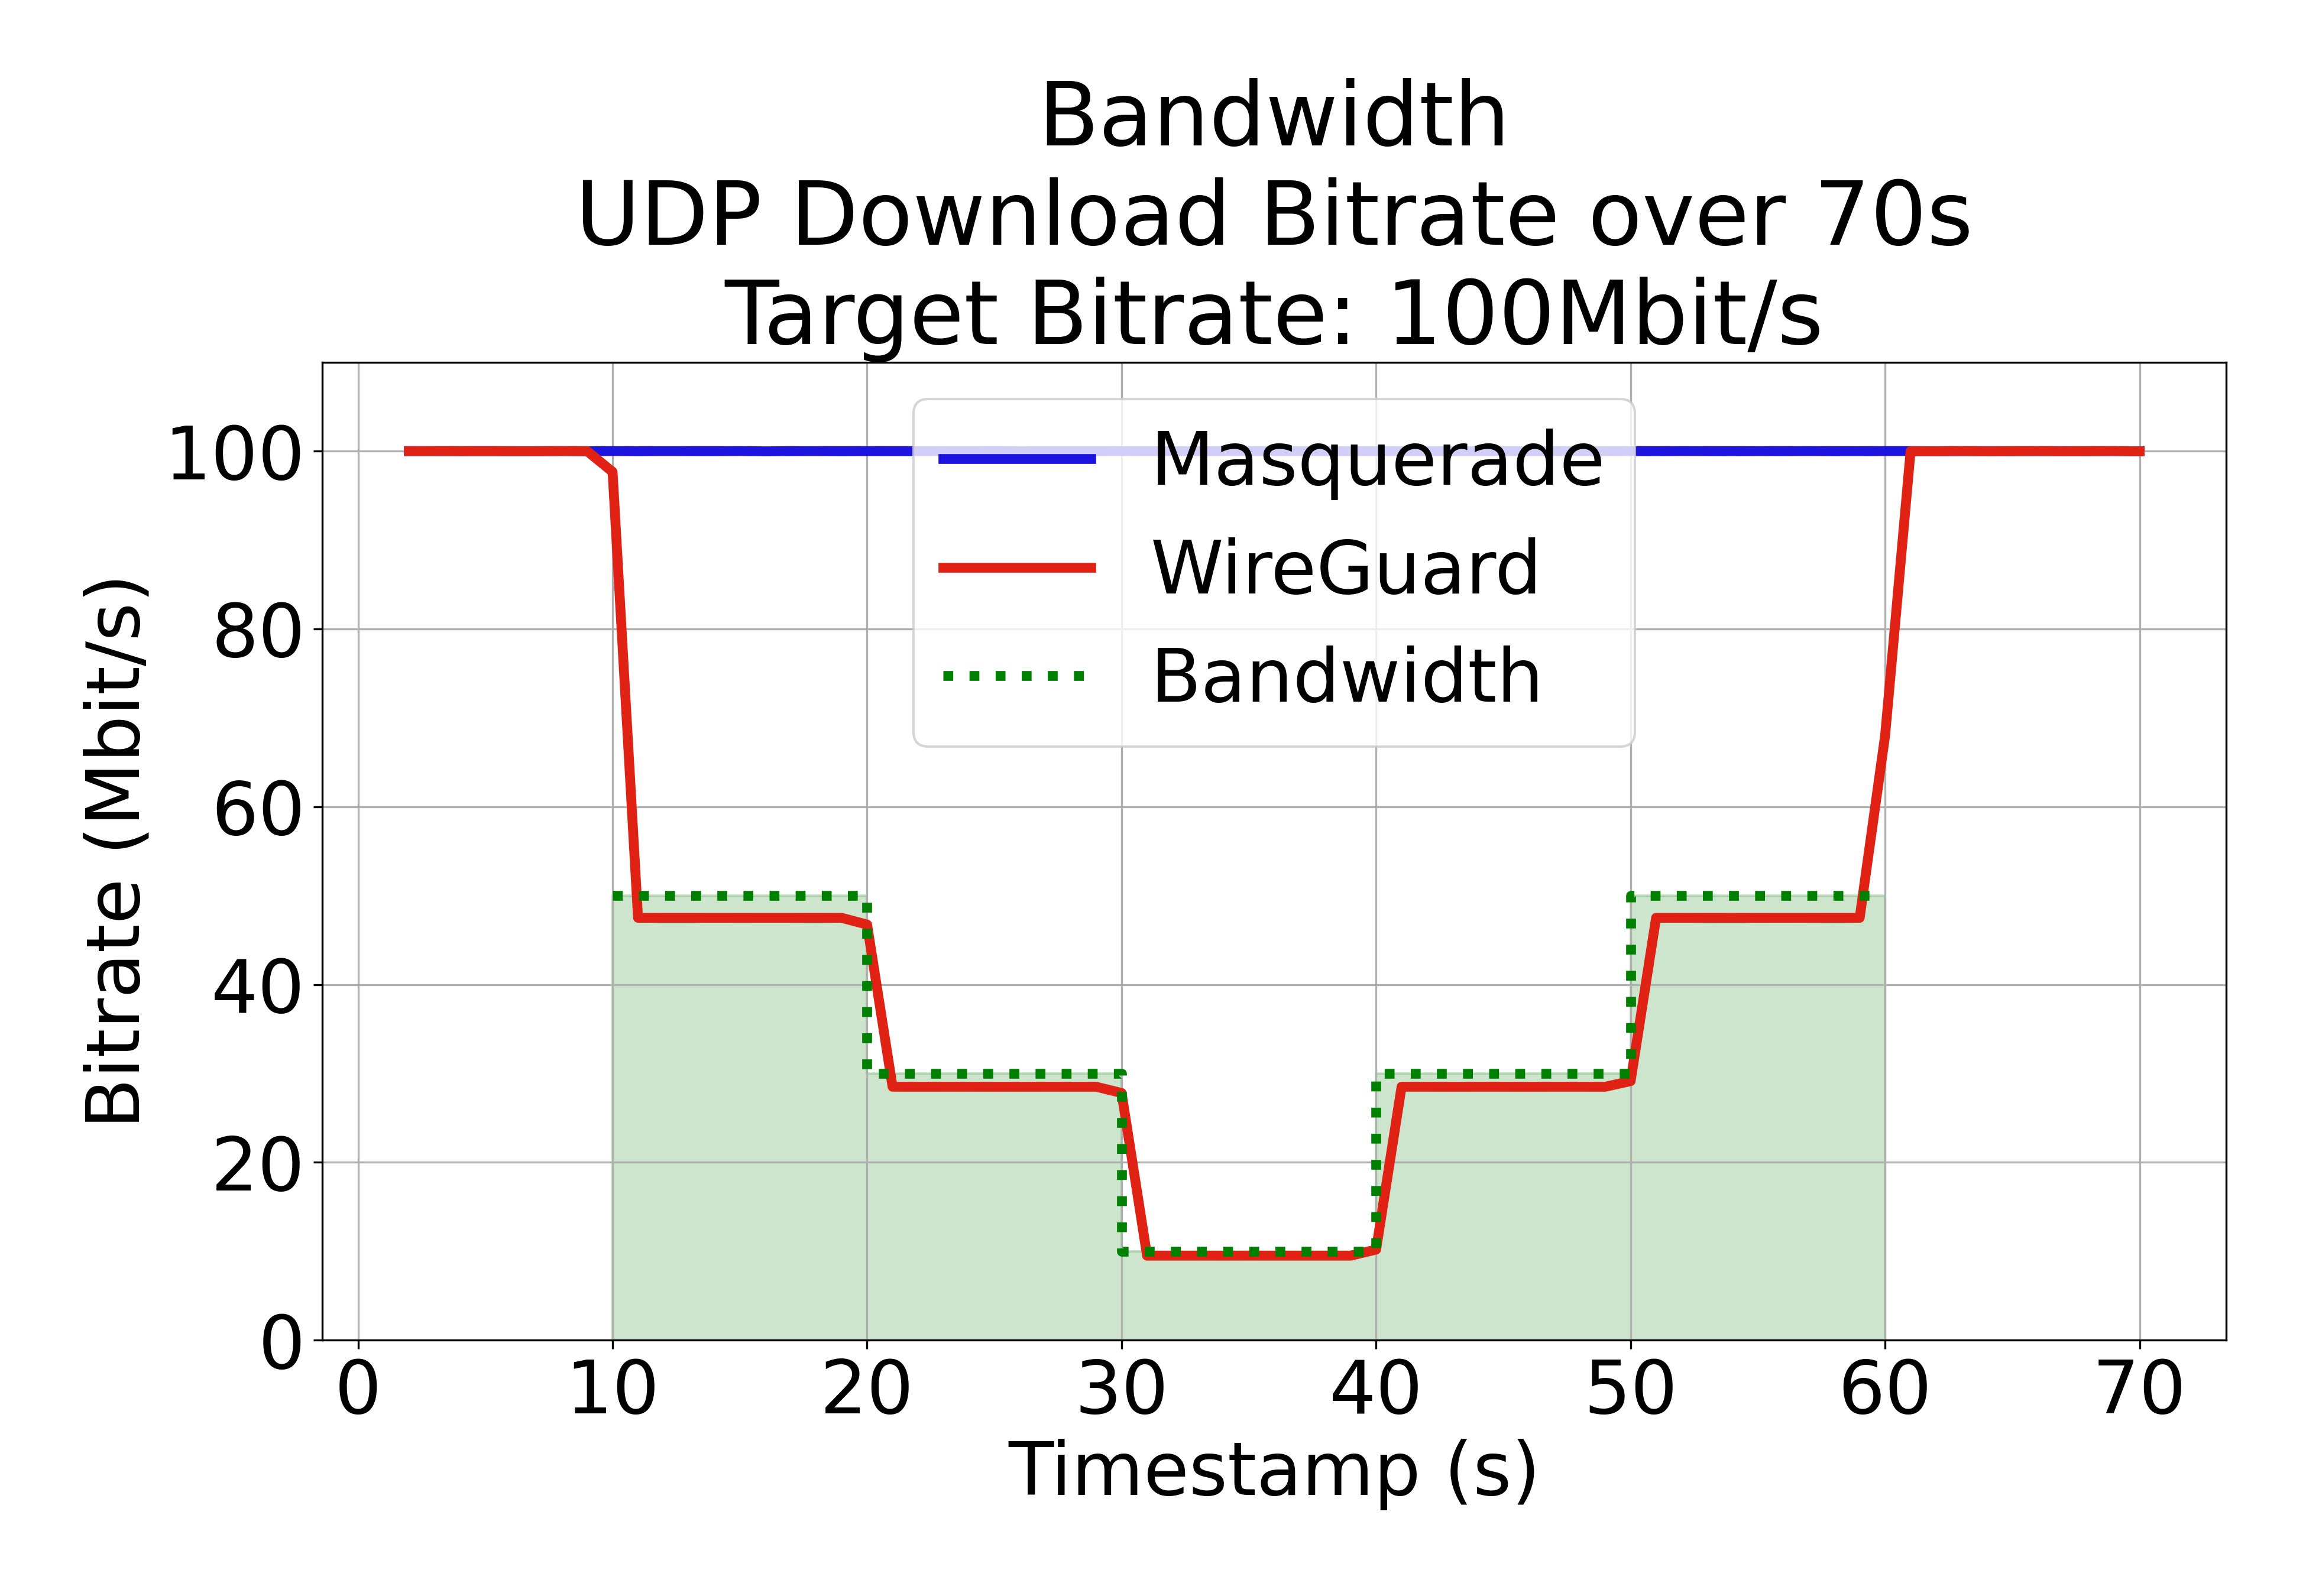 Bandwidth
UDP Download Bitrate over 70s
Target Bitrate: 100Mbit/s
Bitrate (Mbit/s)
100
80
60
40
20
0
Masquerade
WireGuard
Bandwidth
0 10 20 30 40 50 60 70
Timestamp (s)